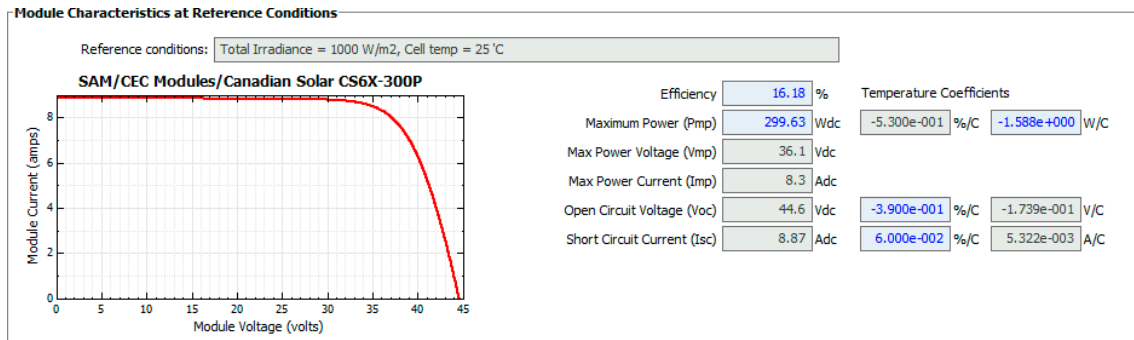 Module Characteristics at Reference Conditions
Reference conditions: Total Irradiance = 1000 W/m2, Cell temp = 25 'C
SAM/CEC Modules/Canadian Solar CS6X-300P
8
6
4
2
0
0 5 10 15 20 25 30 35 40 45
Module Current (amps)
Module Voltage (volts)
Efficiency 16.18 % Temperature Coefficients
Maximum Power (Pmp) 299.63 Wdc -5.300e-001 %/C -1.588e+000 W/C
Max Power Voltage (Vmp) 36.1 Vdc
Max Power Current (Imp) 8.3 Adc
Open Circuit Voltage (Voc) 44.6 Vdc -3.900e-001 %/C -1.739e-001 V/C
Short Circuit Current (Isc) 8.87 Adc 6.000e-002 %/C 5.322e-003 A/C